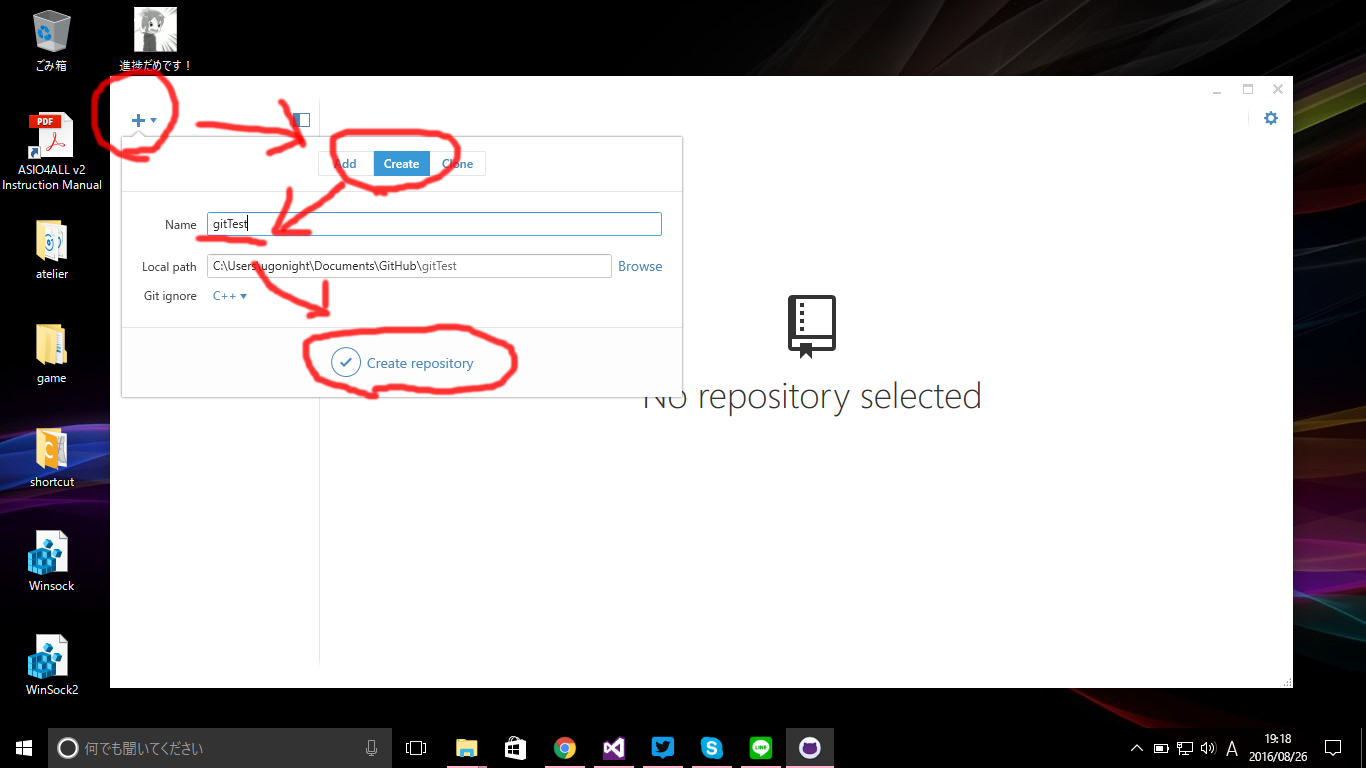 ごみ箱
進捗だめです！
PDF
ASIO4ALL v2
Instruction Manual
atelier
game
shortcut
Winsock
WinSock2
Add
Create
Clone
Name
gitTest
Local path
C:\Users\ugonight\Documents\GitHub\gitTest
Browse
Git ignore
C++
Create repository
No repository selected
何でも聞いてください
LINE
A
19:18
2016/08/26